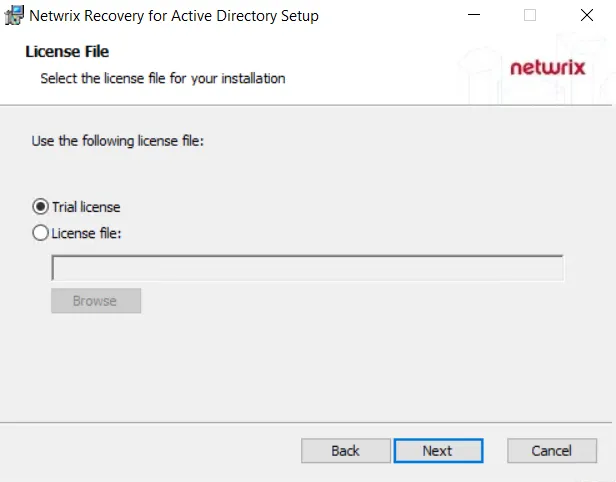 Netwrix Recovery for Active Directory Setup
License File
Select the license file for your installation
netwrix
Use the following license file:
Trial license
License file:
Browse
Back Next Cancel